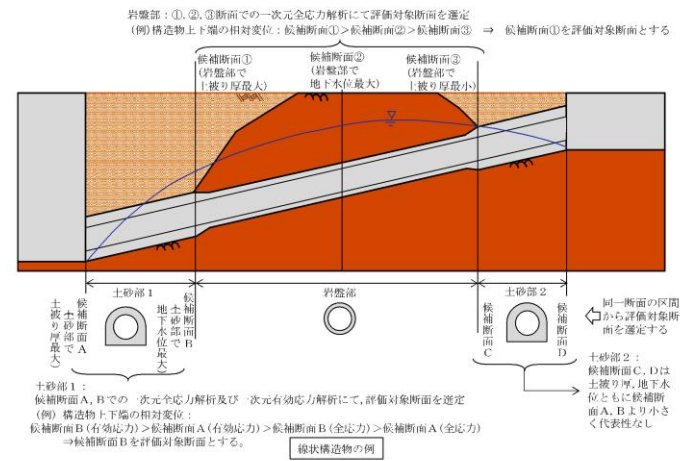 岩盤部：①，②，③断面での一次元全応力解析にて評価対象断面を選定
(例)構造物上下端の相対変位：候補断面①＞候補断面②＞候補断面③　⇒　候補断面①を評価対象断面とする
候補断面①
(岩盤部で
土被り厚最大)
候補断面②
(岩盤部で
地下水位最大)
候補断面③
(岩盤部で
土被り厚最小)
土砂部1
岩盤部
土砂部2
候補断面A
(土砂部で
土被り厚最大)
候補断面B
(土砂部で
地下水位最大)
候補断面C
候補断面D
同一断面の区間
から評価対象断
面を選定する
土砂部1：
候補断面A，Bでの一次元全応力解析及び一次元有効応力解析にて，評価対象断面を選定
(例)　構造物上下端の相対変位：
候補断面B(有効応力)＞候補断面A(有効応力)＞候補断面B(全応力)＞候補断面A(全応力)
⇒候補断面Bを評価対象断面とする。
土砂部2：
候補断面C，Dは
土被り厚，地下水
位ともに候補断
面A，Bより小さ
く代表性なし
線状構造物の例